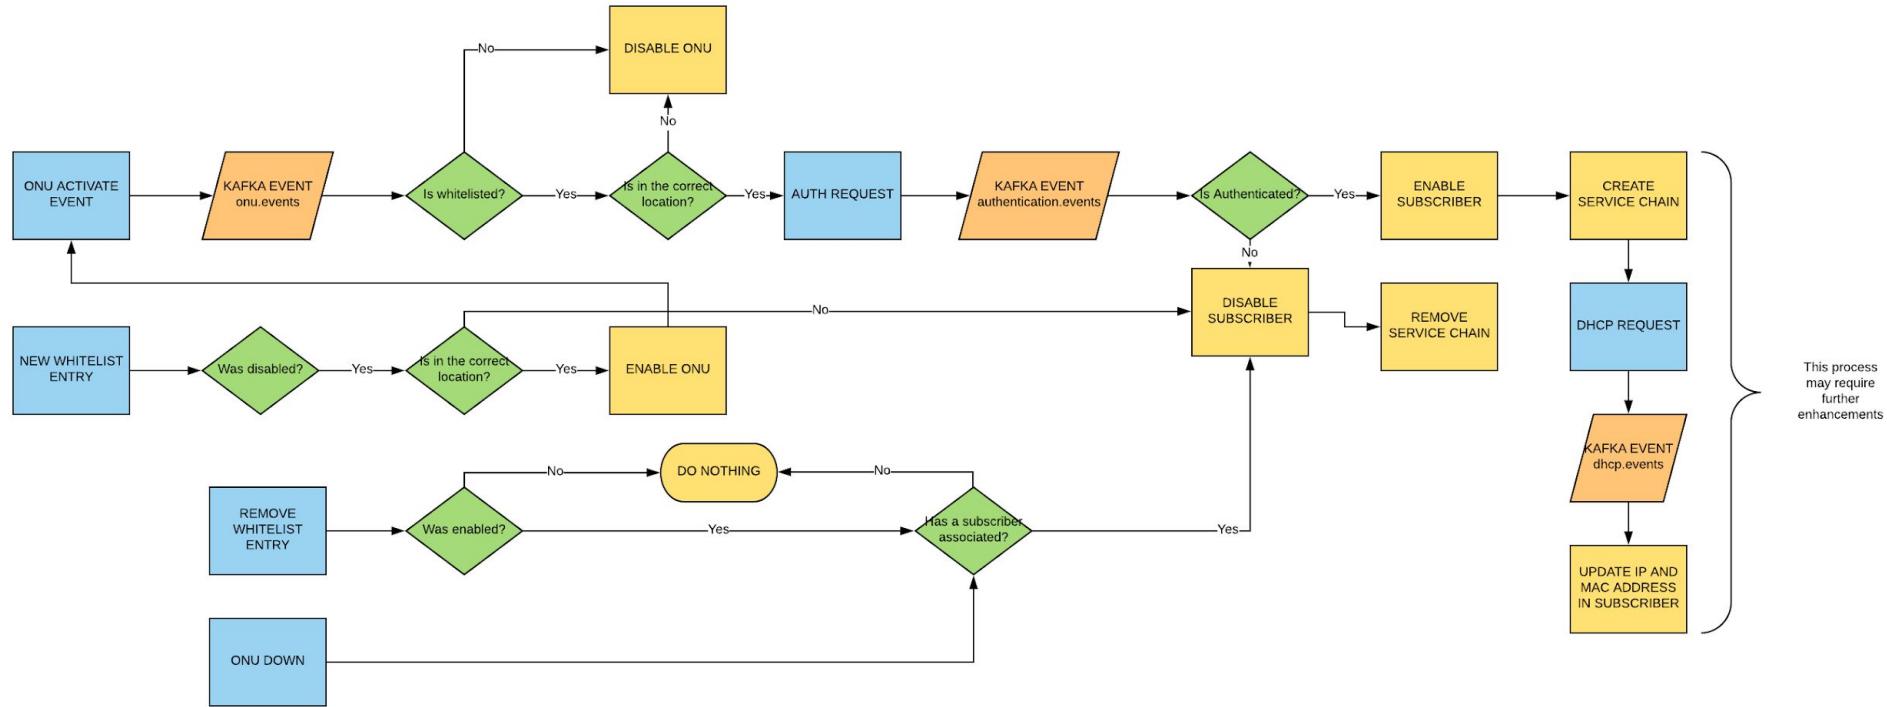 DISABLE ONU
No
No
ONU ACTIVATE
EVENT
KAFKA EVENT
onu.events
Is whitelisted?
Yes
Is in the correct
location?
Yes
AUTH REQUEST
KAFKA EVENT
authentication.events
Is Authenticated?
Yes
ENABLE
SUBSCRIBER
CREATE
SERVICE CHAIN
No
DISABLE
SUBSCRIBER
No
REMOVE
SERVICE CHAIN
DHCP REQUEST
NEW WHITELIST
ENTRY
Was disabled?
Yes
Is in the correct
location?
Yes
ENABLE ONU
This process
may require
further
enhancements
KAFKA EVENT
dhcp.events
No
DO NOTHING
No
REMOVE
WHITELIST
ENTRY
Was enabled?
Yes
Has a subscriber
associated?
Yes
UPDATE IP AND
MAC ADDRESS
IN SUBSCRIBER
ONU DOWN